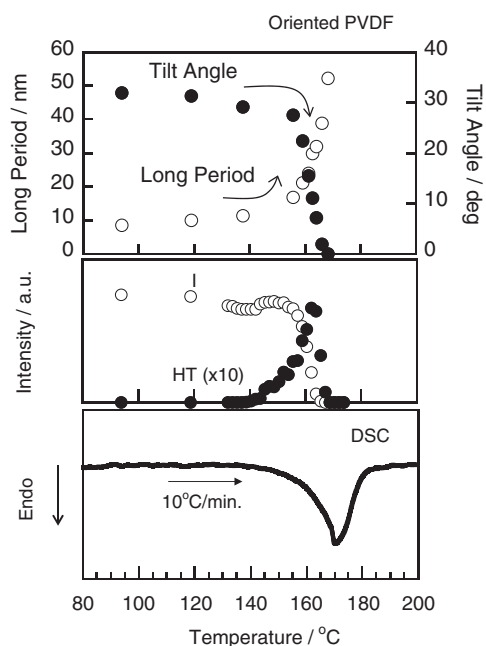 Oriented PVDF
60
50
40
30
20
10
0
Long Period / nm
40
30
20
10
0
Tilt Angle / deg
Tilt Angle
Long Period
Intensity / a.u.
I
HT (x10)
DSC
Endo
10°C/min.
80 100 120 140 160 180 200
Temperature / °C